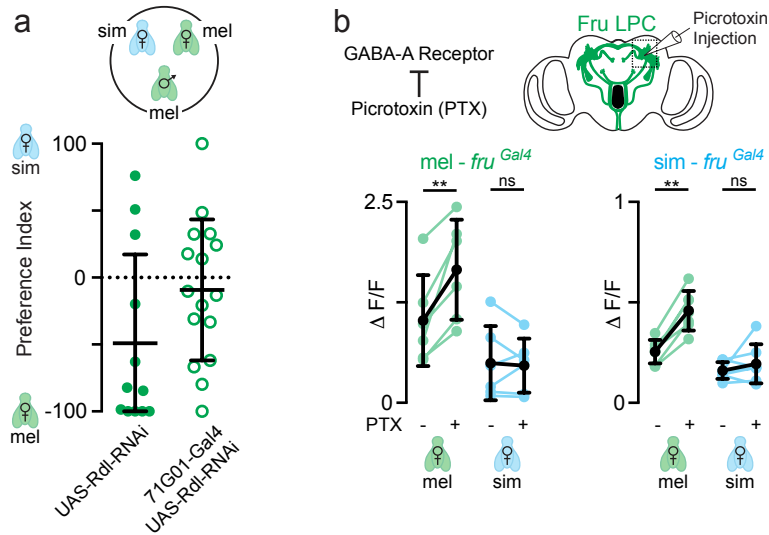 a
sim
mel
mel
100
0
-100
Preference Index
sim
mel
UAS-Rdl-RNAi
71G01-Gal4
UAS-Rdl-RNAi
b
GABA-A Receptor
Picrotoxin (PTX)
Fru LPC
Picrotoxin
Injection
mel - fru Gal4
** ns
2.5
0
Δ F/F
PTX - + - +
mel sim
sim - fru Gal4
** ns
1
0
Δ F/F
- + - +
mel sim